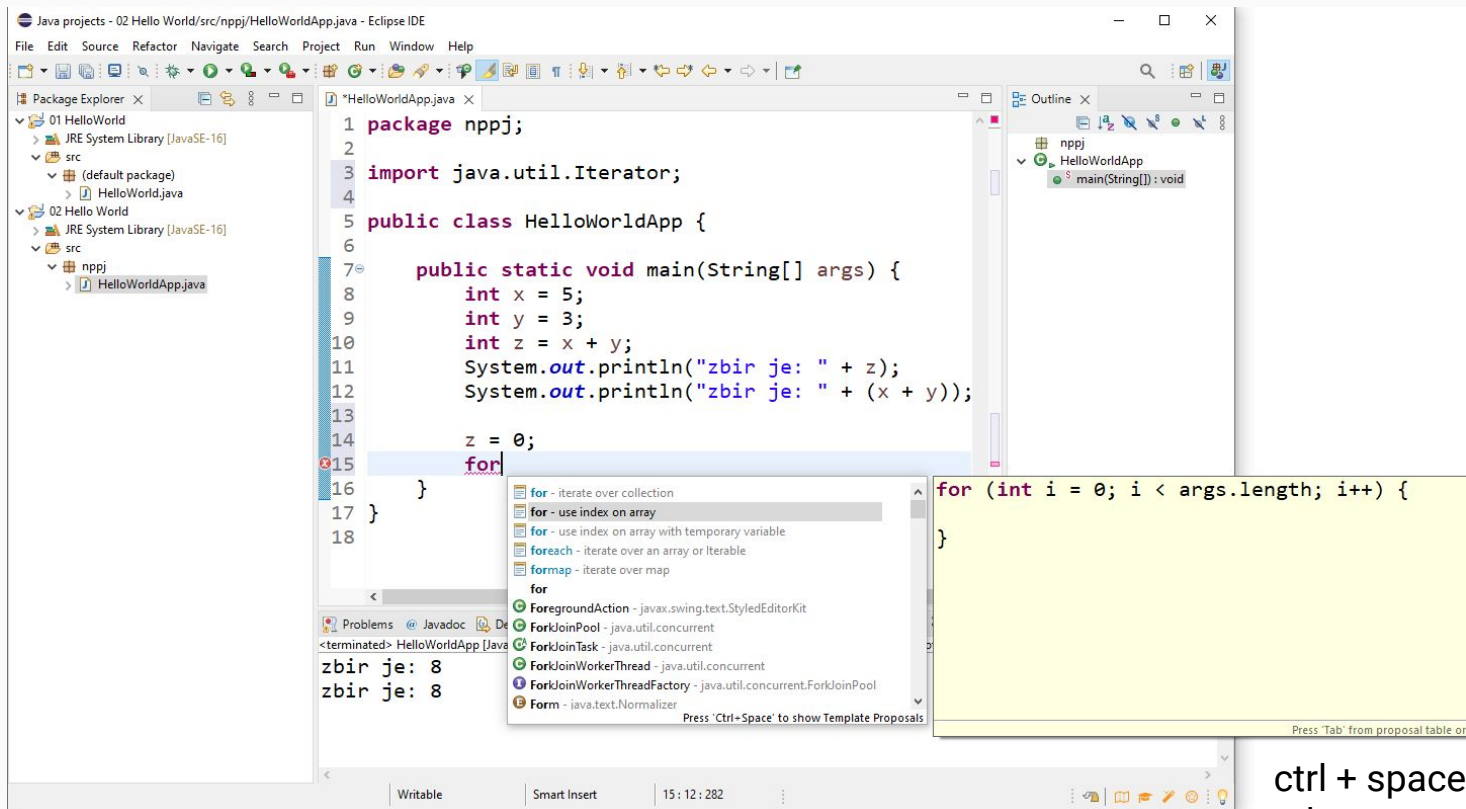 Java projects - 02 Hello World/src/nppj/HelloWorldApp.java - Eclipse IDE
File Edit Source Refactor Navigate Search Project Run Window Help
Package Explorer
01 HelloWorld
JRE System Library [JavaSE-16]
src
(default package)
HelloWorld.java
02 Hello World
JRE System Library [JavaSE-16]
src
nppj
HelloWorldApp.java
*HelloWorldApp.java
1 package nppj;
2
3 import java.util.Iterator;
4
5 public class HelloWorldApp {
6
7 public static void main(String[] args) {
8 int x = 5;
9 int y = 3;
10 int z = x + y;
11 System.out.println("zbir je: " + z);
12 System.out.println("zbir je: " + (x + y));
13
14 z = 0;
15 for
16 }
17 }
18
Outline
nppj
HelloWorldApp
main(String[]) : void
for - iterate over collection
for - use index on array
for - use index on array with temporary variable
foreach - iterate over an array or Iterable
formap - iterate over map
for
ForegroundAction - javax.swing.text.StyledEditorKit
ForkJoinPool - java.util.concurrent
ForkJoinTask - java.util.concurrent
ForkJoinWorkerThread - java.util.concurrent
ForkJoinWorkerThreadFactory - java.util.concurrent.ForkJoinPool
Form - java.text.Normalizer
Press 'Ctrl+Space' to show Template Proposals
for (int i = 0; i < args.length; i++) {
}
Press 'Tab' from proposal table or
Problems @ Javadoc De
<terminated> HelloWorldApp [Java
zbir je: 8
zbir je: 8
Writable Smart Insert 15 : 12 : 282
ctrl + space